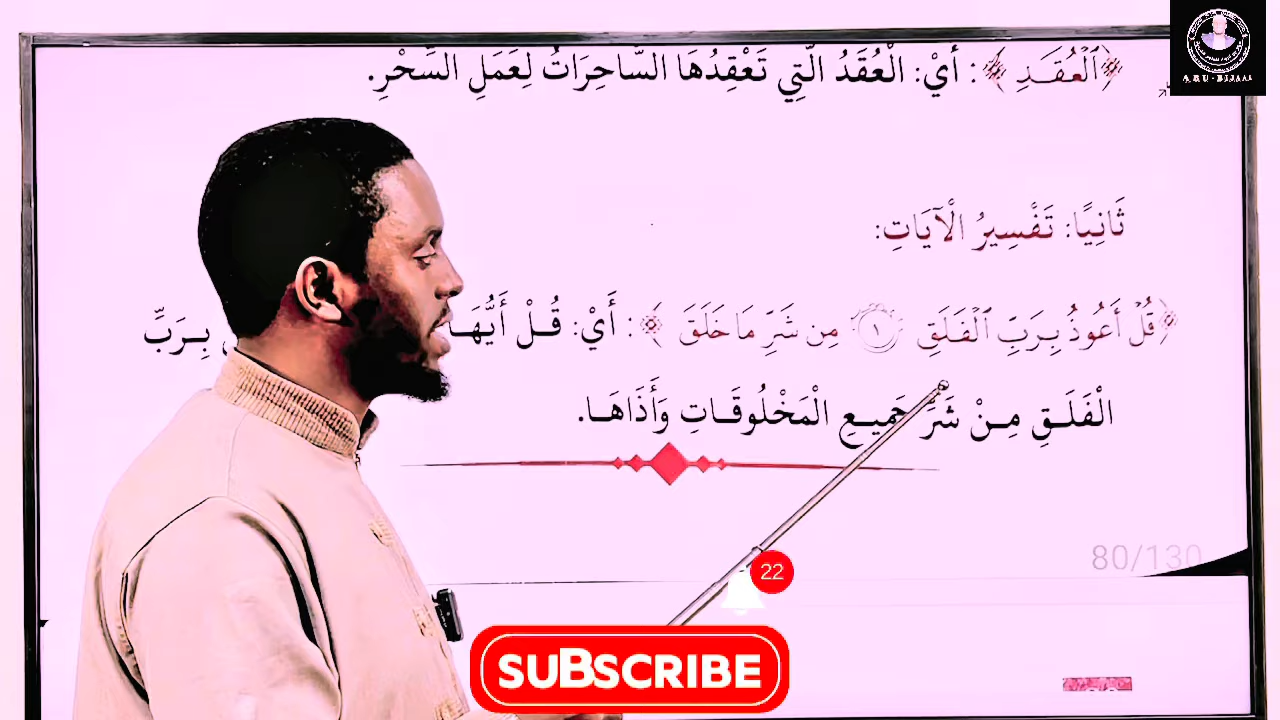 ﴿ٱلْعُقَدِ﴾: أَيْ: الْعُقَدُ الَّتِي تَعْقِدُهَا السَّاحِرَاتُ لِعَمَلِ السِّحْرِ.
ثَانِيًا: تَفْسِيرُ الْآيَاتِ:
﴿قُلْ أَعُوذُ بِرَبِّ ٱلْفَلَقِ ١ مِن شَرِّ مَا خَلَقَ﴾: أَيْ: قُلْ أَيُّهَا بِرَبِّ
الْفَلَقِ مِنْ شَرِّ جَمِيعِ الْمَخْلُوقَاتِ وَأَذَاهَا.
80/130
22
SUBSCRIBE